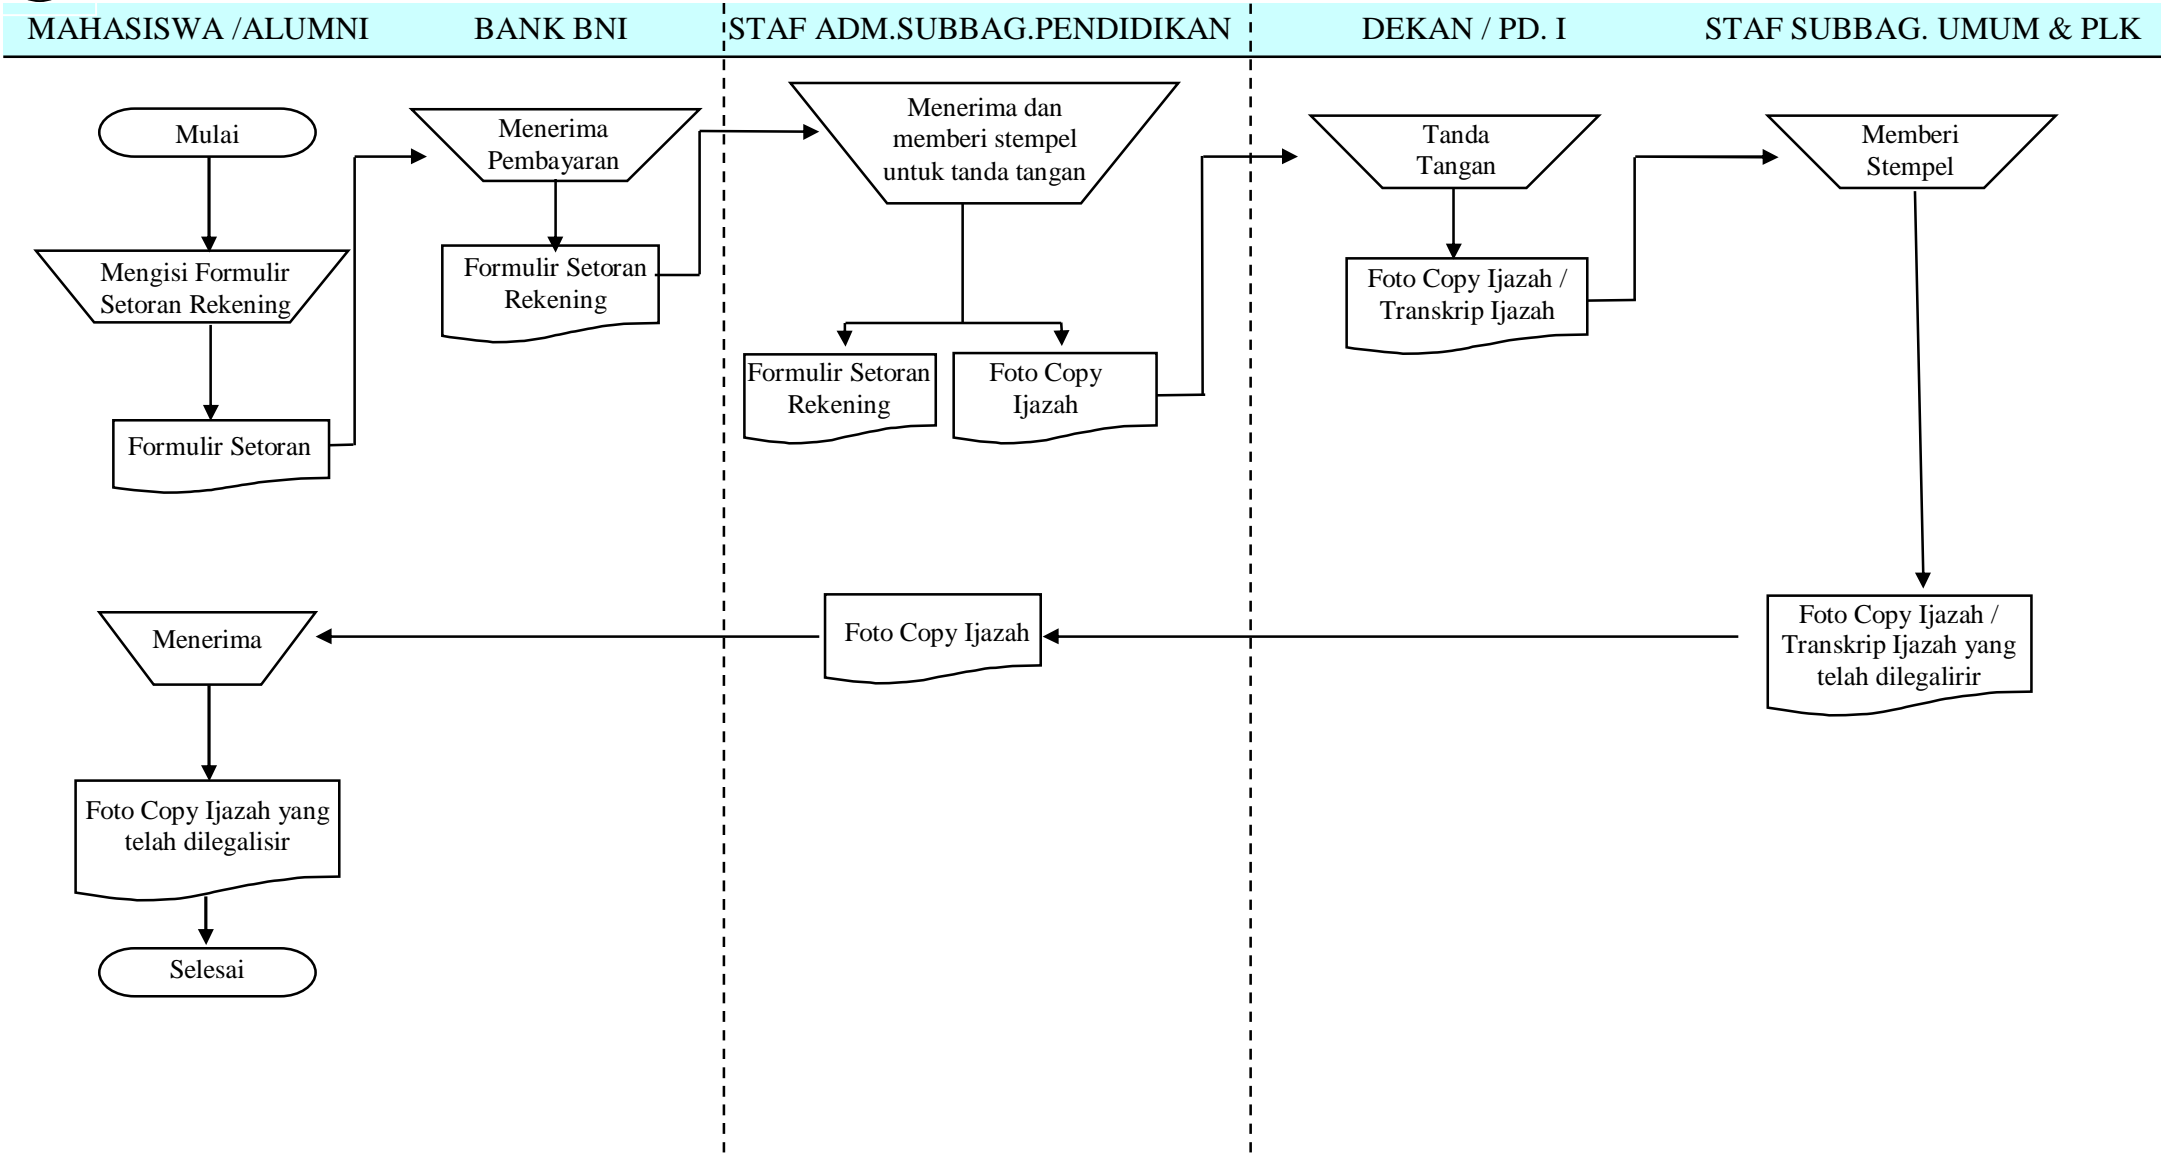 MAHASISWA /ALUMNI
BANK BNI
STAF ADM.SUBBAG.PENDIDIKAN
DEKAN / PD. I
STAF SUBBAG. UMUM & PLK
Mulai
Mengisi Formulir
Setoran Rekening
Formulir Setoran
Menerima
Pembayaran
Formulir Setoran
Rekening
Menerima dan
memberi stempel
untuk tanda tangan
Formulir Setoran
Rekening
Foto Copy
Ijazah
Tanda
Tangan
Foto Copy Ijazah /
Transkrip Ijazah
Memberi
Stempel
Foto Copy Ijazah /
Transkrip Ijazah yang
telah dilegalirir
Foto Copy Ijazah
Menerima
Foto Copy Ijazah yang
telah dilegalisir
Selesai